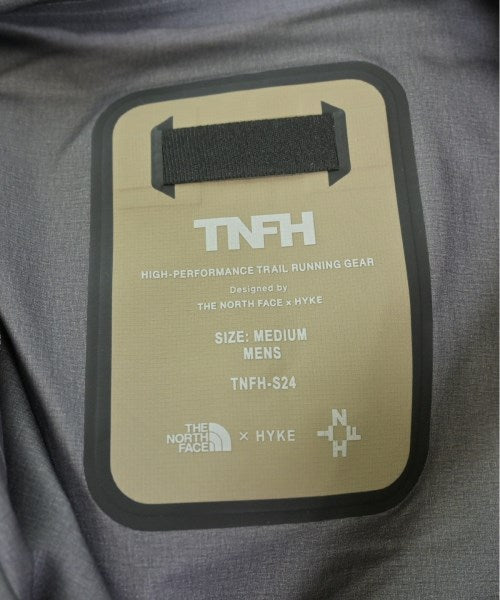 TNFH
HIGH-PERFORMANCE TRAIL RUNNING GEAR
Designed by
THE NORTH FACE x HYKE
SIZE: MEDIUM
MENS
TNFH-S24
THE
NORTH
FACE
× HYKE
N
F
H